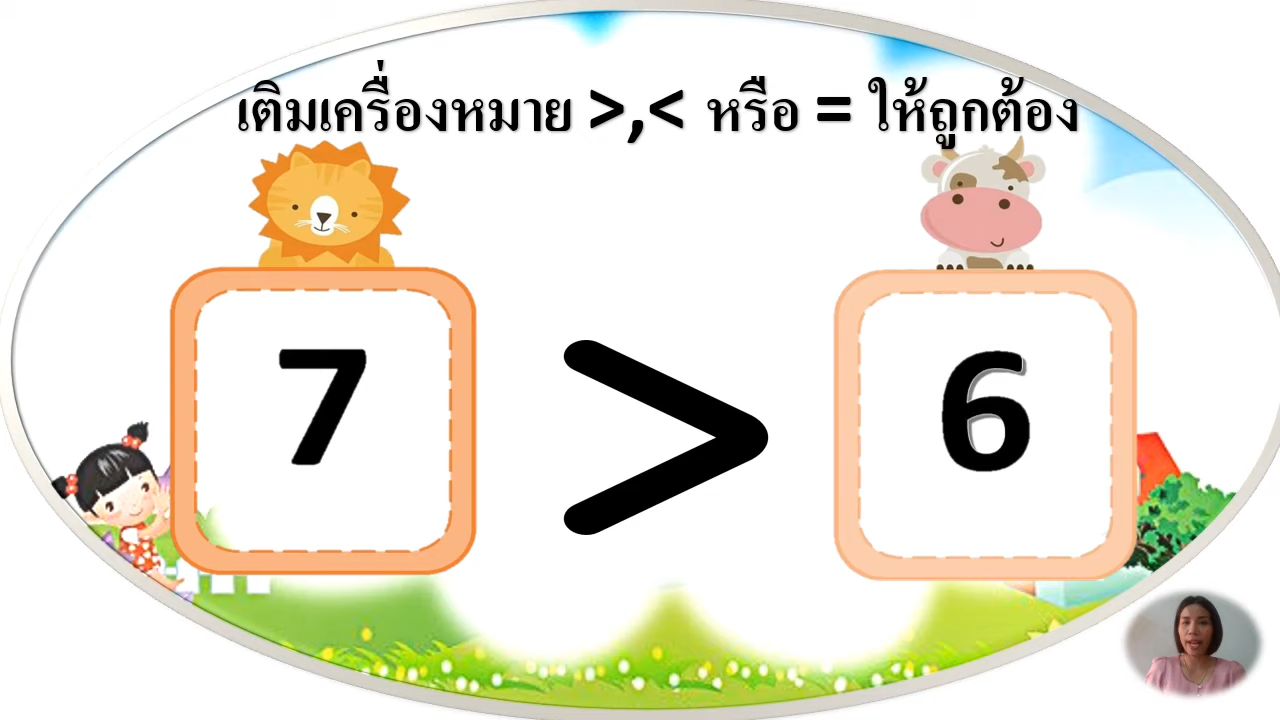 เติมเครื่องหมาย >,< หรือ = ให้ถูกต้อง
7 > 6